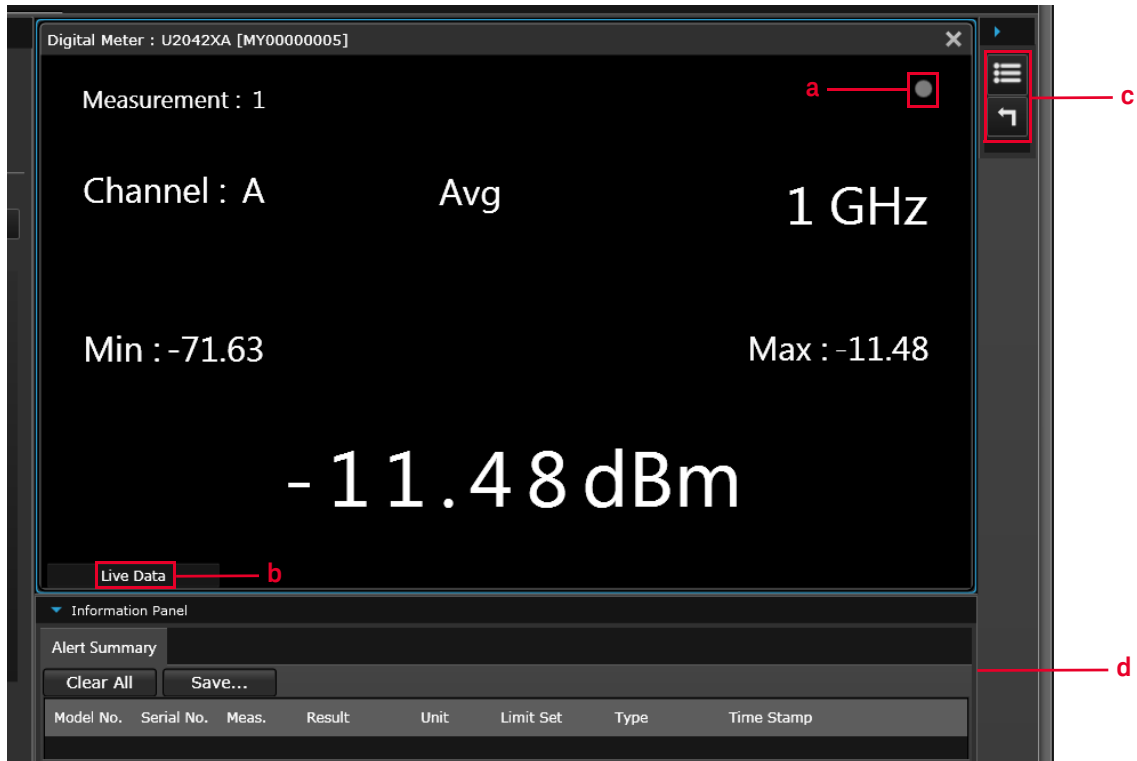 Digital Meter : U2042XA [MY00000005]
Measurement : 1
a
c
Channel : A Avg 1 GHz
Min : -71.63 Max : -11.48
-11.48 dBm
Live Data b
Information Panel
Alert Summary
d
Clear All Save...
Model No. Serial No. Meas. Result Unit Limit Set Type Time Stamp